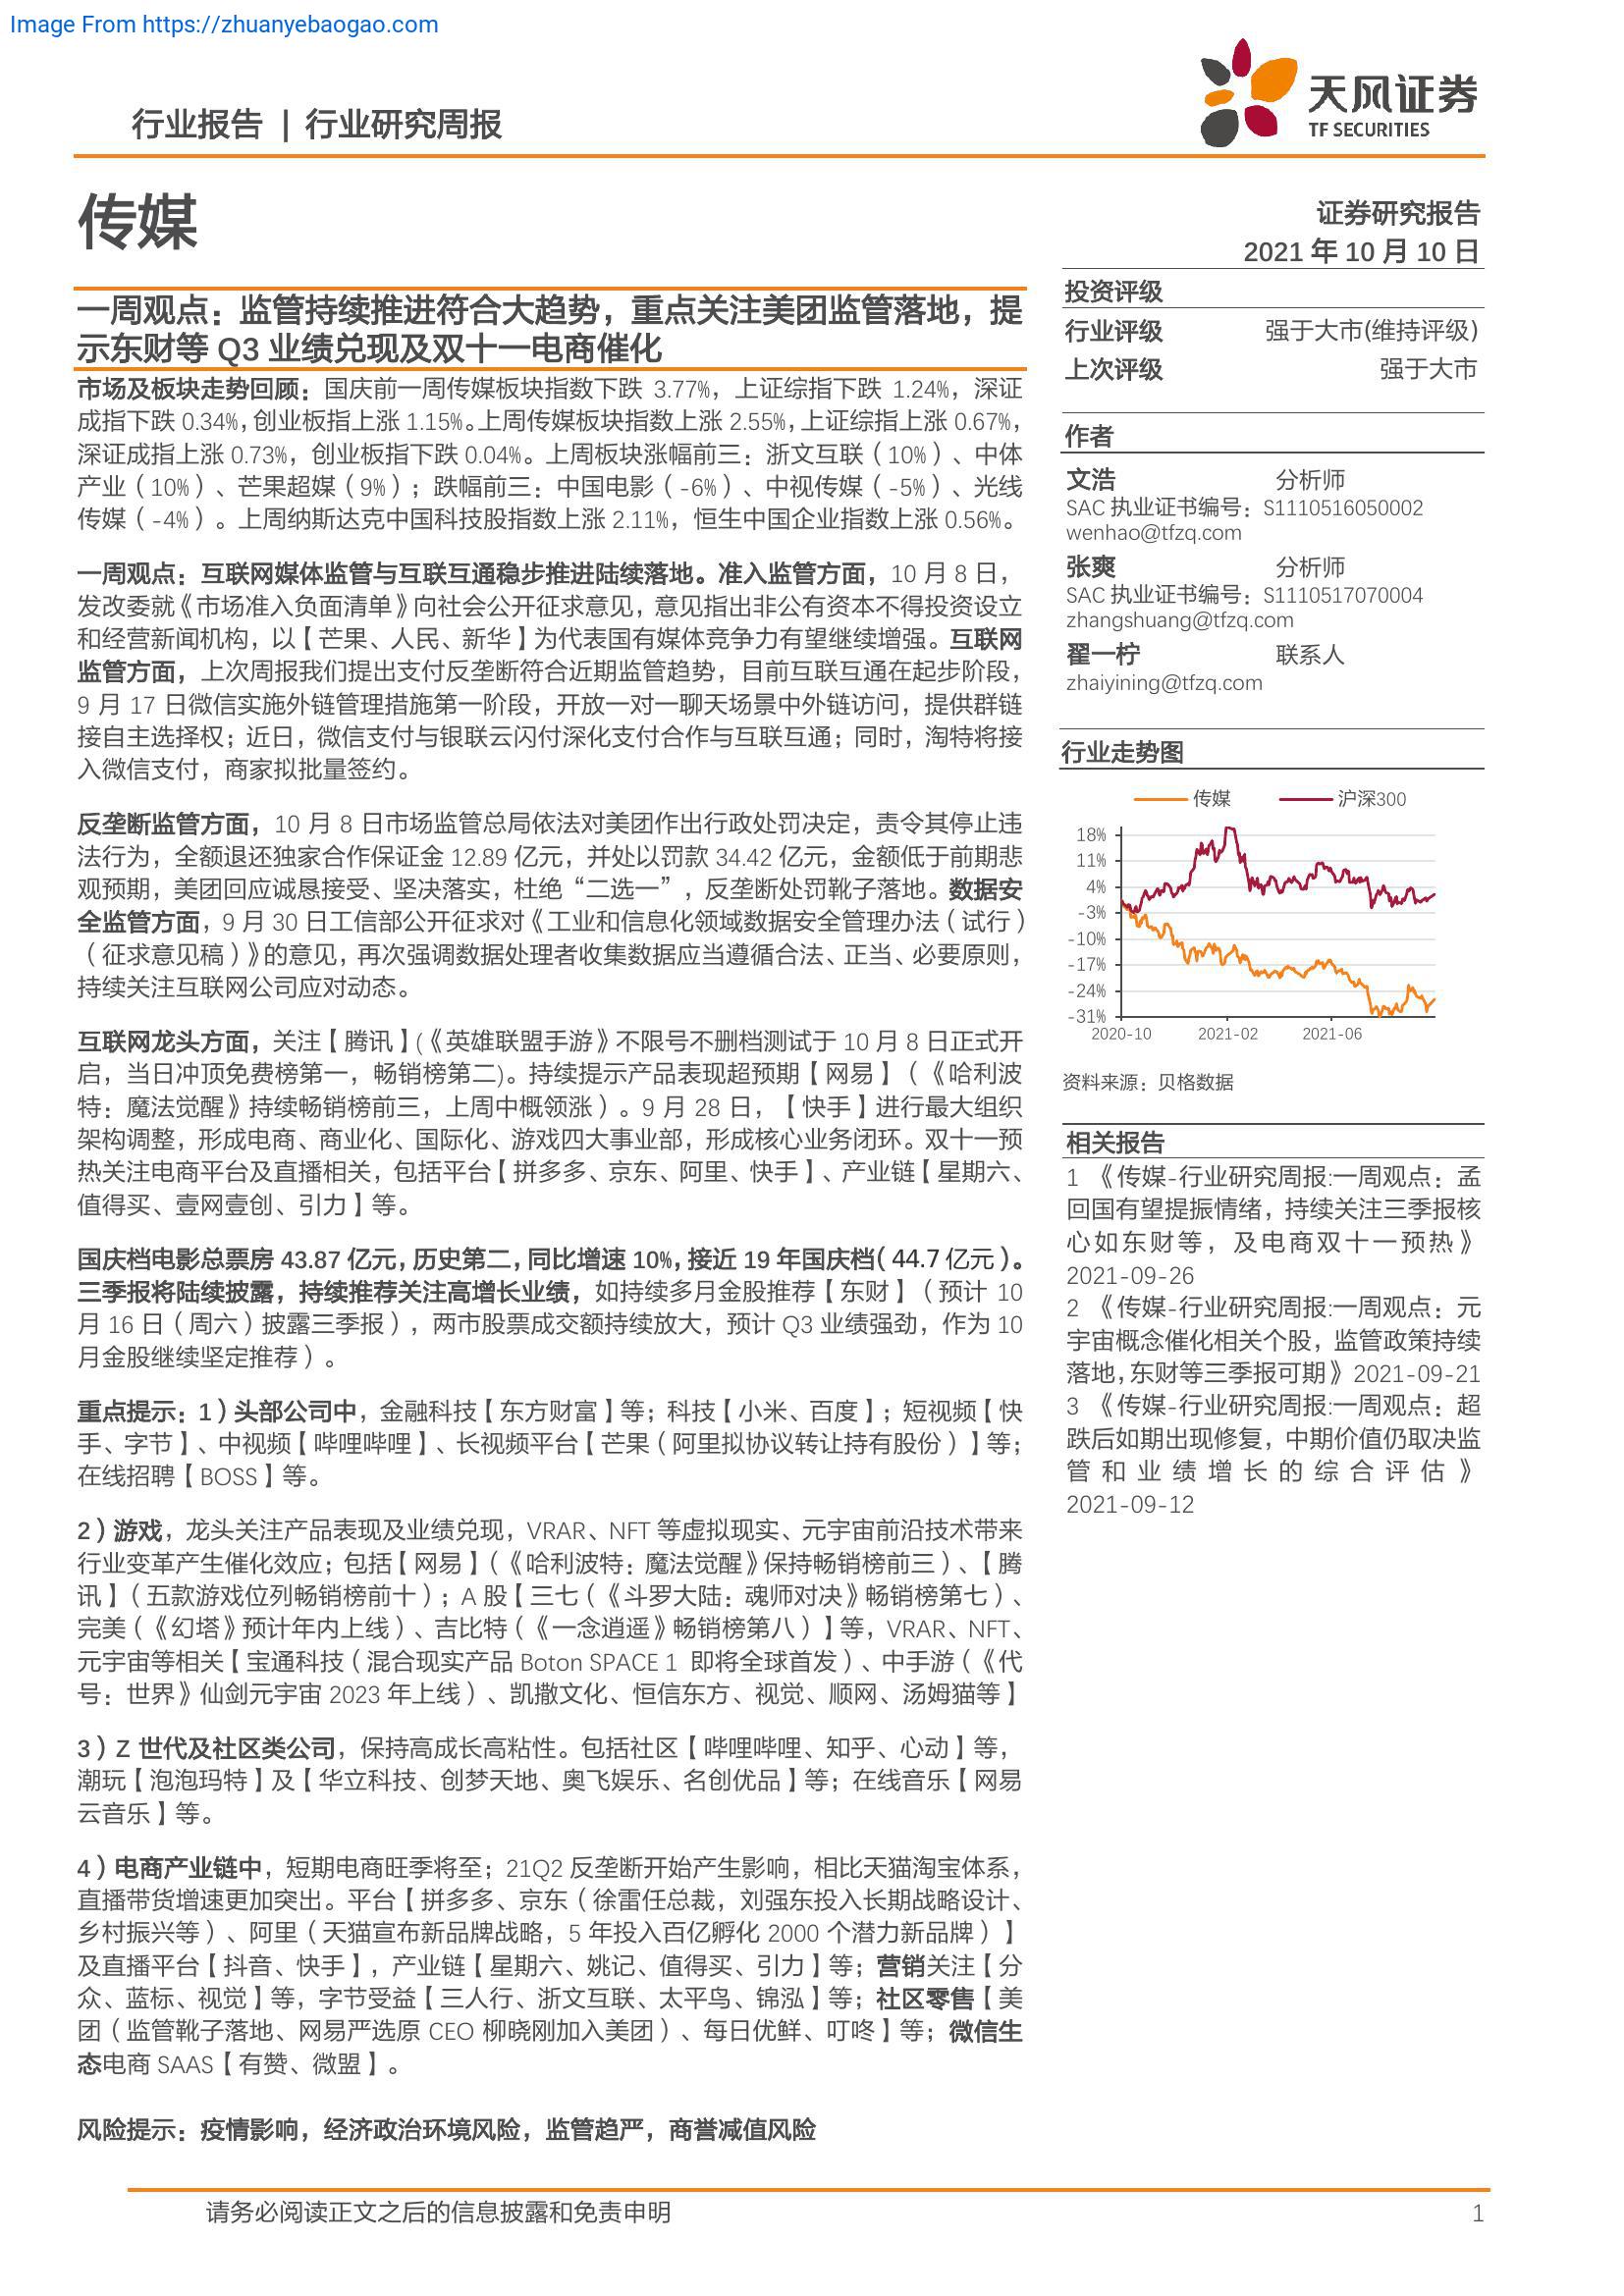 Image From https://zhuanyebaogao.com
行业报告 | 行业研究周报
天风证券
TF SECURITIES
传媒
证券研究报告
2021 年 10 月 10 日
一周观点：监管持续推进符合大趋势，重点关注美团监管落地，提
示东财等 Q3 业绩兑现及双十一电商催化
市场及板块走势回顾：国庆前一周传媒板块指数下跌 3.77%，上证综指下跌 1.24%，深证
成指下跌 0.34%，创业板指上涨 1.15%。上周传媒板块指数上涨 2.55%，上证综指上涨 0.67%，
深证成指上涨 0.73%，创业板指下跌 0.04%。上周板块涨幅前三：浙文互联（10%）、中体
产业（10%）、芒果超媒（9%）；跌幅前三：中国电影（-6%）、中视传媒（-5%）、光线
传媒（-4%）。上周纳斯达克中国科技股指数上涨 2.11%，恒生中国企业指数上涨 0.56%。
一周观点：互联网媒体监管与互联互通稳步推进陆续落地。准入监管方面，10 月 8 日，
发改委就《市场准入负面清单》向社会公开征求意见，意见指出非公有资本不得投资设立
和经营新闻机构，以【芒果、人民、新华】为代表国有媒体竞争力有望继续增强。互联网
监管方面，上次周报我们提出支付反垄断符合近期监管趋势，目前互联互通在起步阶段，
9 月 17 日微信实施外链管理措施第一阶段，开放一对一聊天场景中外链访问，提供群链
接自主选择权；近日，微信支付与银联云闪付深化支付合作与互联互通；同时，淘特将接
入微信支付，商家拟批量签约。
反垄断监管方面，10 月 8 日市场监管总局依法对美团作出行政处罚决定，责令其停止违
法行为，全额退还独家合作保证金 12.89 亿元，并处以罚款 34.42 亿元，金额低于前期悲
观预期，美团回应诚恳接受、坚决落实，杜绝“二选一”，反垄断处罚靴子落地。数据安
全监管方面，9 月 30 日工信部公开征求对《工业和信息化领域数据安全管理办法（试行）
（征求意见稿）》的意见，再次强调数据处理者收集数据应当遵循合法、正当、必要原则，
持续关注互联网公司应对动态。
互联网龙头方面，关注【腾讯】(《英雄联盟手游》不限号不删档测试于 10 月 8 日正式开
启，当日冲顶免费榜第一，畅销榜第二)。持续提示产品表现超预期【网易】（《哈利波
特：魔法觉醒》持续畅销榜前三，上周中概领涨）。9 月 28 日，【快手】进行最大组织
架构调整，形成电商、商业化、国际化、游戏四大事业部，形成核心业务闭环。双十一预
热关注电商平台及直播相关，包括平台【拼多多、京东、阿里、快手】、产业链【星期六、
值得买、壹网壹创、引力】等。
国庆档电影总票房 43.87 亿元，历史第二，同比增速 10%，接近 19 年国庆档（44.7 亿元）。
三季报将陆续披露，持续推荐关注高增长业绩，如持续多月金股推荐【东财】（预计 10
月 16 日（周六）披露三季报），两市股票成交额持续放大，预计 Q3 业绩强劲，作为 10
月金股继续坚定推荐）。
重点提示：1）头部公司中，金融科技【东方财富】等；科技【小米、百度】；短视频【快
手、字节】、中视频【哔哩哔哩】、长视频平台【芒果（阿里拟协议转让持有股份）】等；
在线招聘【BOSS】等。
2）游戏，龙头关注产品表现及业绩兑现，VRAR、NFT 等虚拟现实、元宇宙前沿技术带来
行业变革产生催化效应；包括【网易】（《哈利波特：魔法觉醒》保持畅销榜前三）、【腾
讯】（五款游戏位列畅销榜前十）；A 股【三七（《斗罗大陆：魂师对决》畅销榜第七）、
完美（《幻塔》预计年内上线）、吉比特（《一念逍遥》畅销榜第八）】等，VRAR、NFT、
元宇宙等相关【宝通科技（混合现实产品 Boton SPACE 1 即将全球首发）、中手游（《代
号：世界》仙剑元宇宙 2023 年上线）、凯撒文化、恒信东方、视觉、顺网、汤姆猫等】
3）Z 世代及社区类公司，保持高成长高粘性。包括社区【哔哩哔哩、知乎、心动】等，
潮玩【泡泡玛特】及【华立科技、创梦天地、奥飞娱乐、名创优品】等；在线音乐【网易
云音乐】等。
4）电商产业链中，短期电商旺季将至；21Q2 反垄断开始产生影响，相比天猫淘宝体系，
直播带货增速更加突出。平台【拼多多、京东（徐雷任总裁，刘强东投入长期战略设计、
乡村振兴等）、阿里（天猫宣布新品牌战略，5 年投入百亿孵化 2000 个潜力新品牌）】
及直播平台【抖音、快手】，产业链【星期六、姚记、值得买、引力】等；营销关注【分
众、蓝标、视觉】等，字节受益【三人行、浙文互联、太平鸟、锦泓】等；社区零售【美
团（监管靴子落地、网易严选原 CEO 柳晓刚加入美团）、每日优鲜、叮咚】等；微信生
态电商 SAAS【有赞、微盟】。
风险提示：疫情影响，经济政治环境风险，监管趋严，商誉减值风险
投资评级
行业评级 强于大市(维持评级)
上次评级 强于大市
作者
文浩 分析师
SAC 执业证书编号：S1110516050002
wenhao@tfzq.com
张爽 分析师
SAC 执业证书编号：S1110517070004
zhangshuang@tfzq.com
翟一柠 联系人
zhaiyining@tfzq.com
行业走势图
传媒 沪深300
18%
11%
4%
-3%
-10%
-17%
-24%
-31%
2020-10 2021-02 2021-06
资料来源：贝格数据
相关报告
1 《传媒-行业研究周报:一周观点：孟
回国有望提振情绪，持续关注三季报核
心如东财等，及电商双十一预热》
2021-09-26
2 《传媒-行业研究周报:一周观点：元
宇宙概念催化相关个股，监管政策持续
落地，东财等三季报可期》2021-09-21
3 《传媒-行业研究周报:一周观点：超
跌后如期出现修复，中期价值仍取决监
管和业绩增长的综合评估》
2021-09-12
请务必阅读正文之后的信息披露和免责申明 1